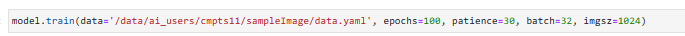 model.train(data='/data/ai_users/cmpts11/sampleImage/data.yaml', epochs=100, patience=30, batch=32, imgsz=1024)